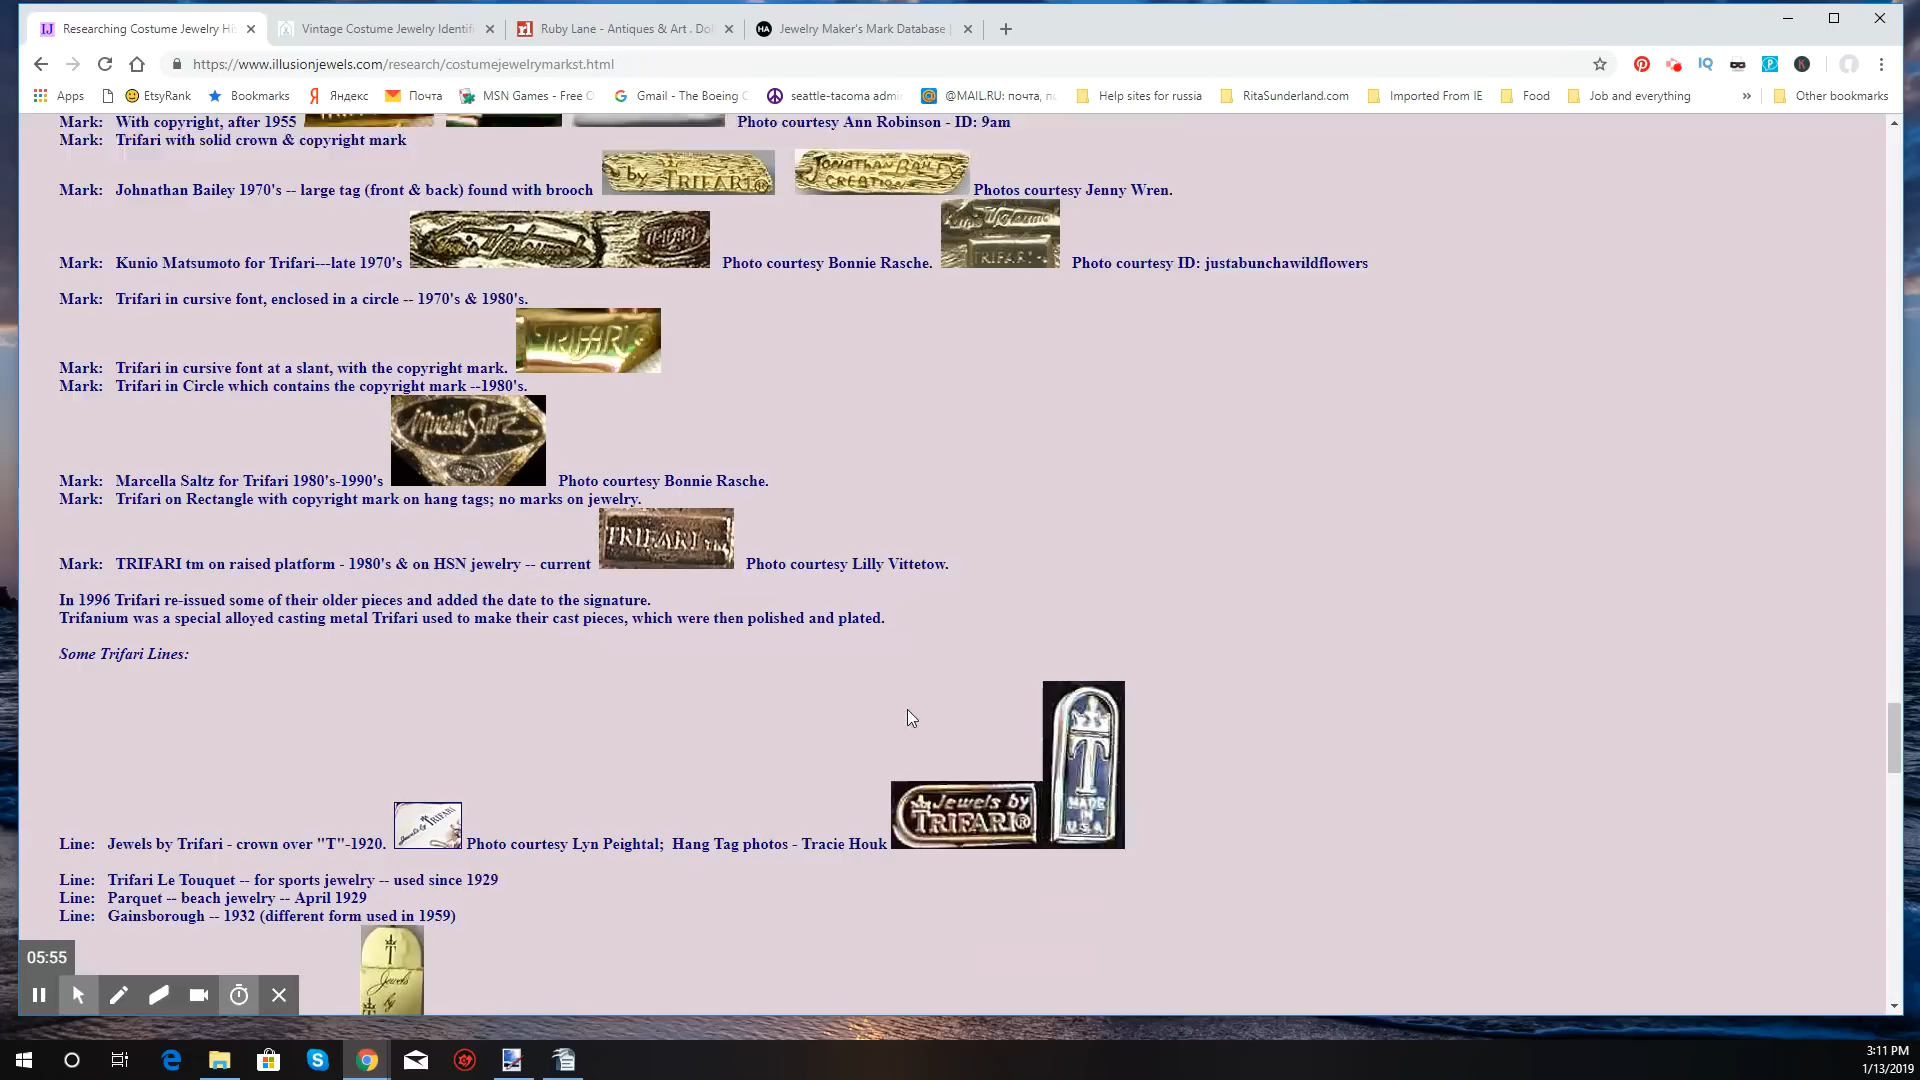 Researching Costume Jewelry Hi
Vintage Costume Jewelry Identif
Ruby Lane - Antiques & Art . Dol
Jewelry Maker's Mark Database |
https://www.illusionjewels.com/research/costumejewelrymarkst.html
Apps
EtsyRank
Bookmarks
Яндекс
Почта
MSN Games - Free O
Gmail - The Boeing C
seattle-tacoma admi
@MAIL.RU: почта, по
Help sites for russia
RitaSunderland.com
Imported From IE
Food
Job and everything
»
Other bookmarks
Mark: With copyright, after 1955 Photo courtesy Ann Robinson - ID: 9am
Mark: Trifari with solid crown & copyright mark
by TRIFARI®
JONATHAN BAILEY
CREATION
Mark: Johnathan Bailey 1970's -- large tag (front & back) found with brooch Photos courtesy Jenny Wren.
TRIFARI
TRIFARI
Mark: Kunio Matsumoto for Trifari---late 1970's Photo courtesy Bonnie Rasche. Photo courtesy ID: justabunchawildflowers
Mark: Trifari in cursive font, enclosed in a circle -- 1970's & 1980's.
TRIFARI©
Mark: Trifari in cursive font at a slant, with the copyright mark.
Mark: Trifari in Circle which contains the copyright mark --1980's.
Marcella Saltz
Mark: Marcella Saltz for Trifari 1980's-1990's Photo courtesy Bonnie Rasche.
Mark: Trifari on Rectangle with copyright mark on hang tags; no marks on jewelry.
TRIFARI TM
Mark: TRIFARI tm on raised platform - 1980's & on HSN jewelry -- current Photo courtesy Lilly Vittetow.
In 1996 Trifari re-issued some of their older pieces and added the date to the signature.
Trifanium was a special alloyed casting metal Trifari used to make their cast pieces, which were then polished and plated.
Some Trifari Lines:
T
MADE
IN
U.S.A
Jewels by
TRIFARI®
Jewels by TRIFARI
Line: Jewels by Trifari - crown over "T"-1920. Photo courtesy Lyn Peightal; Hang Tag photos - Tracie Houk
Line: Trifari Le Touquet -- for sports jewelry -- used since 1929
Line: Parquet -- beach jewelry -- April 1929
Line: Gainsborough -- 1932 (different form used in 1959)
T
Jewels
by
05:55
3:11 PM
1/13/2019